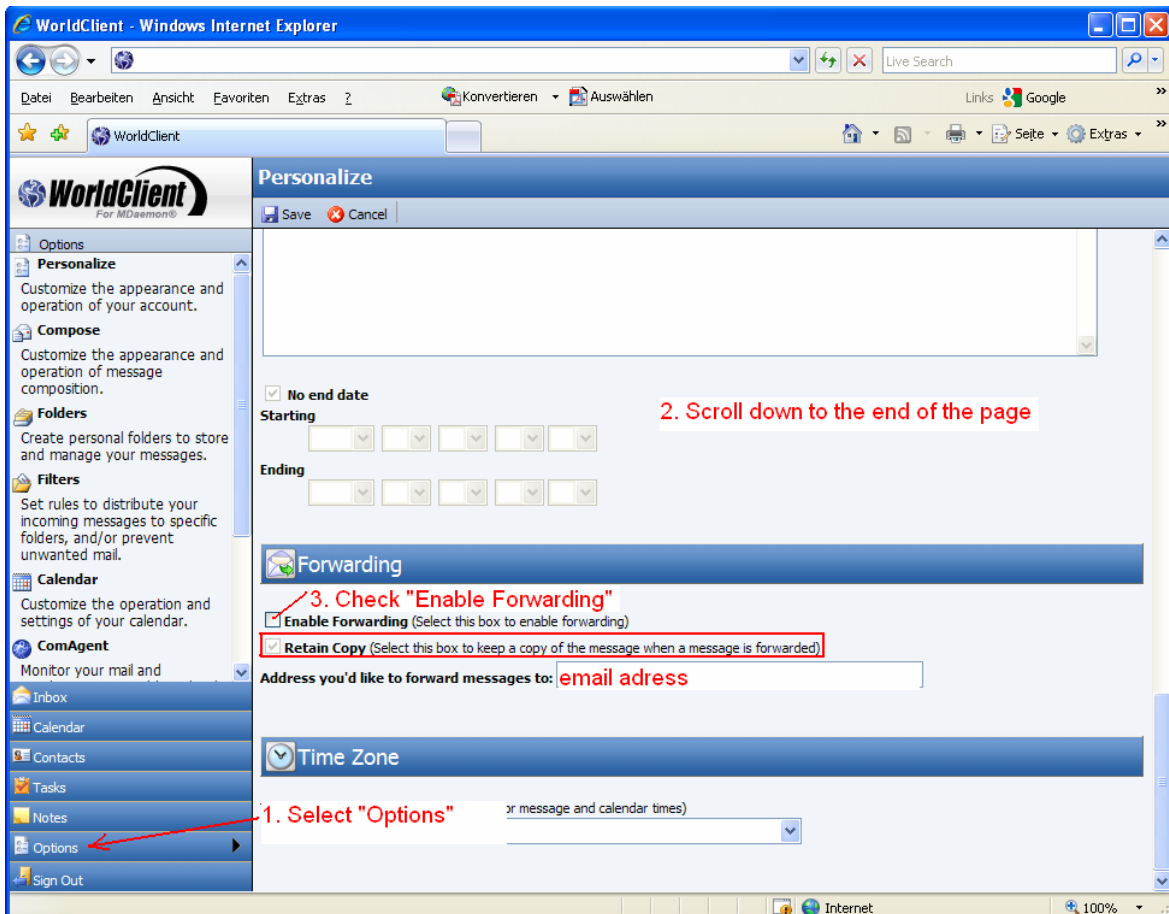 WorldClient - Windows Internet Explorer
Live Search
Datei Bearbeiten Ansicht Favoriten Extras ? Konvertieren Auswählen Links Google »
WorldClient Seite Extras »
WorldClient
For MDaemon®
Personalize
Save Cancel
Options
Personalize
Customize the appearance and
operation of your account.
Compose
Customize the appearance and
operation of message
composition.
Folders
Create personal folders to store
and manage your messages.
Filters
Set rules to distribute your
incoming messages to specific
folders, and/or prevent
unwanted mail.
Calendar
Customize the operation and
settings of your calendar.
ComAgent
Monitor your mail and
Inbox
Calendar
Contacts
Tasks
Notes
Options
Sign Out
No end date
2. Scroll down to the end of the page
Starting
Ending
Forwarding
3. Check "Enable Forwarding"
Enable Forwarding (Select this box to enable forwarding)
Retain Copy (Select this box to keep a copy of the message when a message is forwarded)
Address you'd like to forward messages to: email adress
Time Zone
or message and calendar times)
1. Select "Options"
Internet 100%